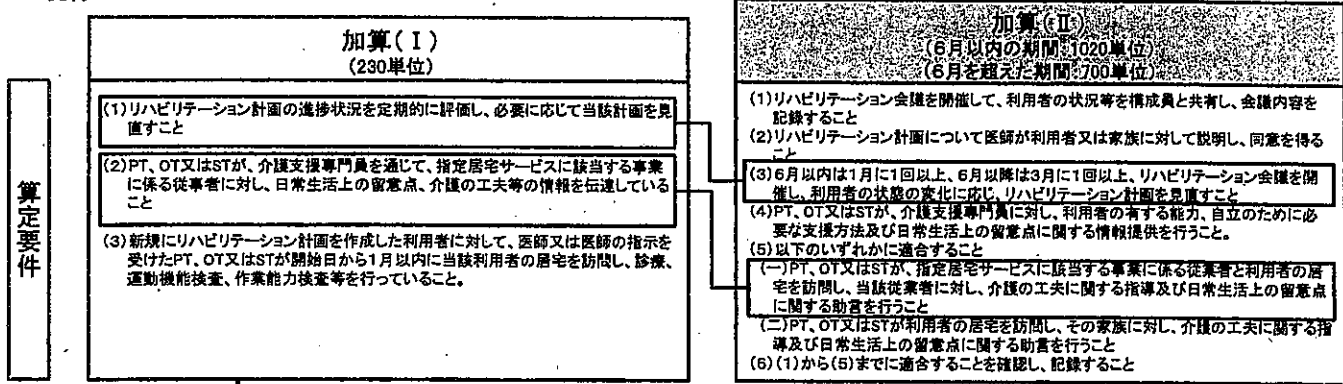 加算(Ⅰ)
(230単位)
加算(Ⅱ)
(6月以内の期間:1020単位)
(6月を超えた期間:700単位)
算定要件
(1)リハビリテーション計画の進捗状況を定期的に評価し、必要に応じて当該計画を見
直すこと
(2)PT、OT又はSTが、介護支援専門員を通じて、指定居宅サービスに該当する事業
に係る従事者に対し、日常生活上の留意点、介護の工夫等の情報を伝達している
こと
(3)新規にリハビリテーション計画を作成した利用者に対して、医師又は医師の指示を
受けたPT、OT又はSTが開始日から1月以内に当該利用者の居宅を訪問し、診療、
運動機能検査、作業能力検査等を行っていること。
(1)リハビリテーション会議を開催して、利用者の状況等を構成員と共有し、会議内容を
記録すること
(2)リハビリテーション計画について医師が利用者又は家族に対して説明し、同意を得る
こと
(3)6月以内は1月に1回以上、6月以降は3月に1回以上、リハビリテーション会議を開
催し、利用者の状態の変化に応じ、リハビリテーション計画を見直すこと
(4)PT、OT又はSTが、介護支援専門員に対し、利用者の有する能力、自立のために必
要な支援方法及び日常生活上の留意点に関する情報提供を行うこと。
(5)以下のいずれかに適合すること
(一)PT、OT又はSTが、指定居宅サービスに該当する事業に係る従業者と利用者の居
宅を訪問し、当該従業者に対し、介護の工夫に関する指導及び日常生活上の留意点
に関する助言を行うこと
(二)PT、OT又はSTが利用者の居宅を訪問し、その家族に対し、介護の工夫に関する指
導及び日常生活上の留意点に関する助言を行うこと
(6)(1)から(5)までに適合することを確認し、記録すること